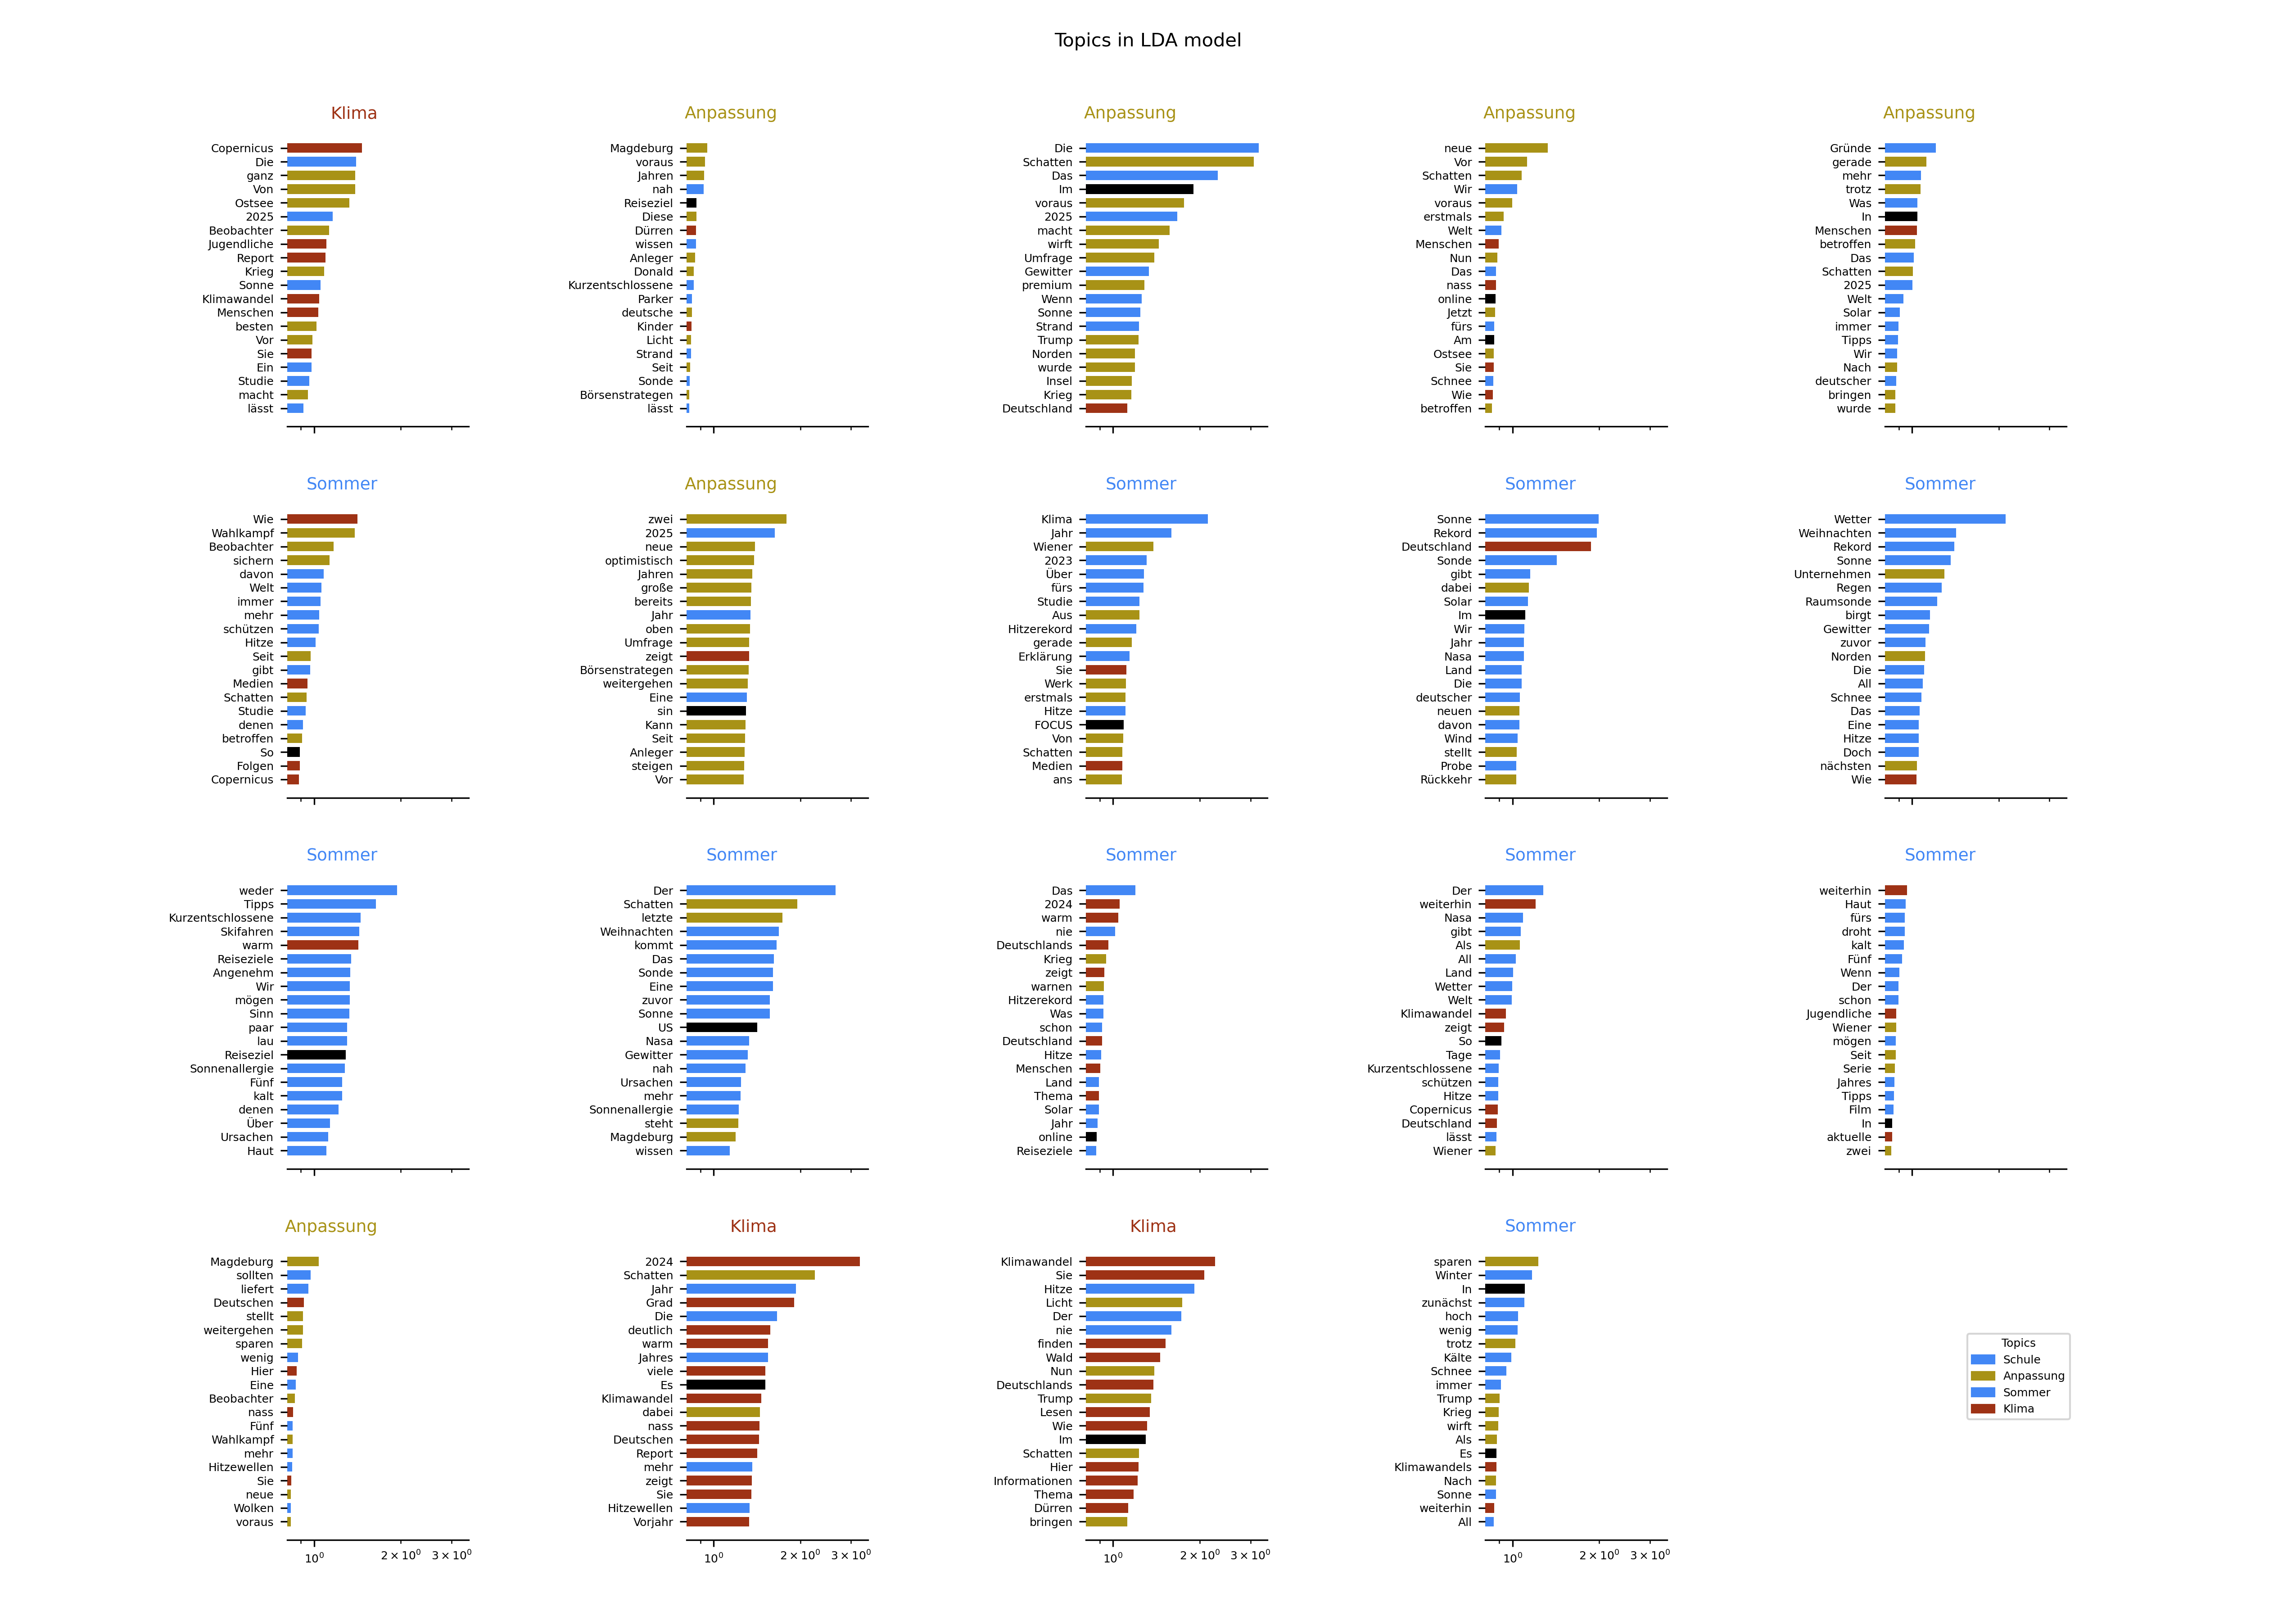 Topics in LDA model
Klima
Copernicus
Die
ganz
Von
Ostsee
2025
Beobachter
Jugendliche
Report
Krieg
Sonne
Klimawandel
Menschen
besten
Vor
Sie
Ein
Studie
macht
lässt
Anpassung
Magdeburg
voraus
Jahren
nah
Reiseziel
Diese
Dürren
wissen
Anleger
Donald
Kurzentschlossene
Parker
deutsche
Kinder
Licht
Strand
Seit
Sonde
Börsenstrategen
lässt
Anpassung
Die
Schatten
Das
Im
voraus
2025
macht
wirft
Umfrage
Gewitter
premium
Wenn
Sonne
Strand
Trump
Norden
wurde
Insel
Krieg
Deutschland
Anpassung
neue
Vor
Schatten
Wir
voraus
erstmals
Welt
Menschen
Nun
Das
nass
online
Jetzt
fürs
Am
Ostsee
Sie
Schnee
Wie
betroffen
Anpassung
Gründe
gerade
mehr
trotz
Was
In
Menschen
betroffen
Das
Schatten
2025
Welt
Solar
immer
Tipps
Wir
Nach
deutscher
bringen
wurde
Sommer
Wie
Wahlkampf
Beobachter
sichern
davon
Welt
immer
mehr
schützen
Hitze
Seit
gibt
Medien
Schatten
Studie
denen
betroffen
So
Folgen
Copernicus
Anpassung
zwei
2025
neue
optimistisch
Jahren
große
bereits
Jahr
oben
Umfrage
zeigt
Börsenstrategen
weitergehen
Eine
sin
Kann
Seit
Anleger
steigen
Vor
Sommer
Klima
Jahr
Wiener
2023
Über
fürs
Studie
Aus
Hitzerekord
gerade
Erklärung
Sie
Werk
erstmals
Hitze
FOCUS
Von
Schatten
Medien
ans
Sommer
Sonne
Rekord
Deutschland
Sonde
gibt
dabei
Solar
Im
Wir
Jahr
Nasa
Land
Die
deutscher
neuen
davon
Wind
stellt
Probe
Rückkehr
Sommer
Wetter
Weihnachten
Rekord
Sonne
Unternehmen
Regen
Raumsonde
birgt
Gewitter
zuvor
Norden
Die
All
Schnee
Das
Eine
Hitze
Doch
nächsten
Wie
Sommer
weder
Tipps
Kurzentschlossene
Skifahren
warm
Reiseziele
Angenehm
Wir
mögen
Sinn
paar
lau
Reiseziel
Sonnenallergie
Fünf
kalt
denen
Über
Ursachen
Haut
Sommer
Der
Schatten
letzte
Weihnachten
kommt
Das
Sonde
Eine
zuvor
Sonne
US
Nasa
Gewitter
nah
Ursachen
mehr
Sonnenallergie
steht
Magdeburg
wissen
Sommer
Das
2024
warm
nie
Deutschlands
Krieg
zeigt
warnen
Hitzerekord
Was
schon
Deutschland
Hitze
Menschen
Land
Thema
Solar
Jahr
online
Reiseziele
Sommer
Der
weiterhin
Nasa
gibt
Als
All
Land
Wetter
Welt
Klimawandel
zeigt
So
Tage
Kurzentschlossene
schützen
Hitze
Copernicus
Deutschland
lässt
Wiener
Sommer
weiterhin
Haut
fürs
droht
kalt
Fünf
Wenn
Der
schon
Jugendliche
Wiener
mögen
Seit
Serie
Jahres
Tipps
Film
In
aktuelle
zwei
Anpassung
Magdeburg
sollten
liefert
Deutschen
stellt
weitergehen
sparen
wenig
Hier
Eine
Beobachter
nass
Fünf
Wahlkampf
mehr
Hitzewellen
Sie
neue
Wolken
voraus
10⁰ 2 × 10⁰ 3 × 10⁰
Klima
2024
Schatten
Jahr
Grad
Die
deutlich
warm
Jahres
viele
Es
Klimawandel
dabei
nass
Deutschen
Report
mehr
zeigt
Sie
Hitzewellen
Vorjahr
10⁰ 2 × 10⁰ 3 × 10⁰
Klima
Klimawandel
Sie
Hitze
Licht
Der
nie
finden
Wald
Nun
Deutschlands
Trump
Lesen
Wie
Im
Schatten
Hier
Informationen
Thema
Dürren
bringen
10⁰ 2 × 10⁰ 3 × 10⁰
Sommer
sparen
Winter
In
zunächst
hoch
wenig
trotz
Kälte
Schnee
immer
Trump
Krieg
wirft
Als
Es
Klimawandels
Nach
Sonne
weiterhin
All
10⁰ 2 × 10⁰ 3 × 10⁰
Topics
Schule
Anpassung
Sommer
Klima